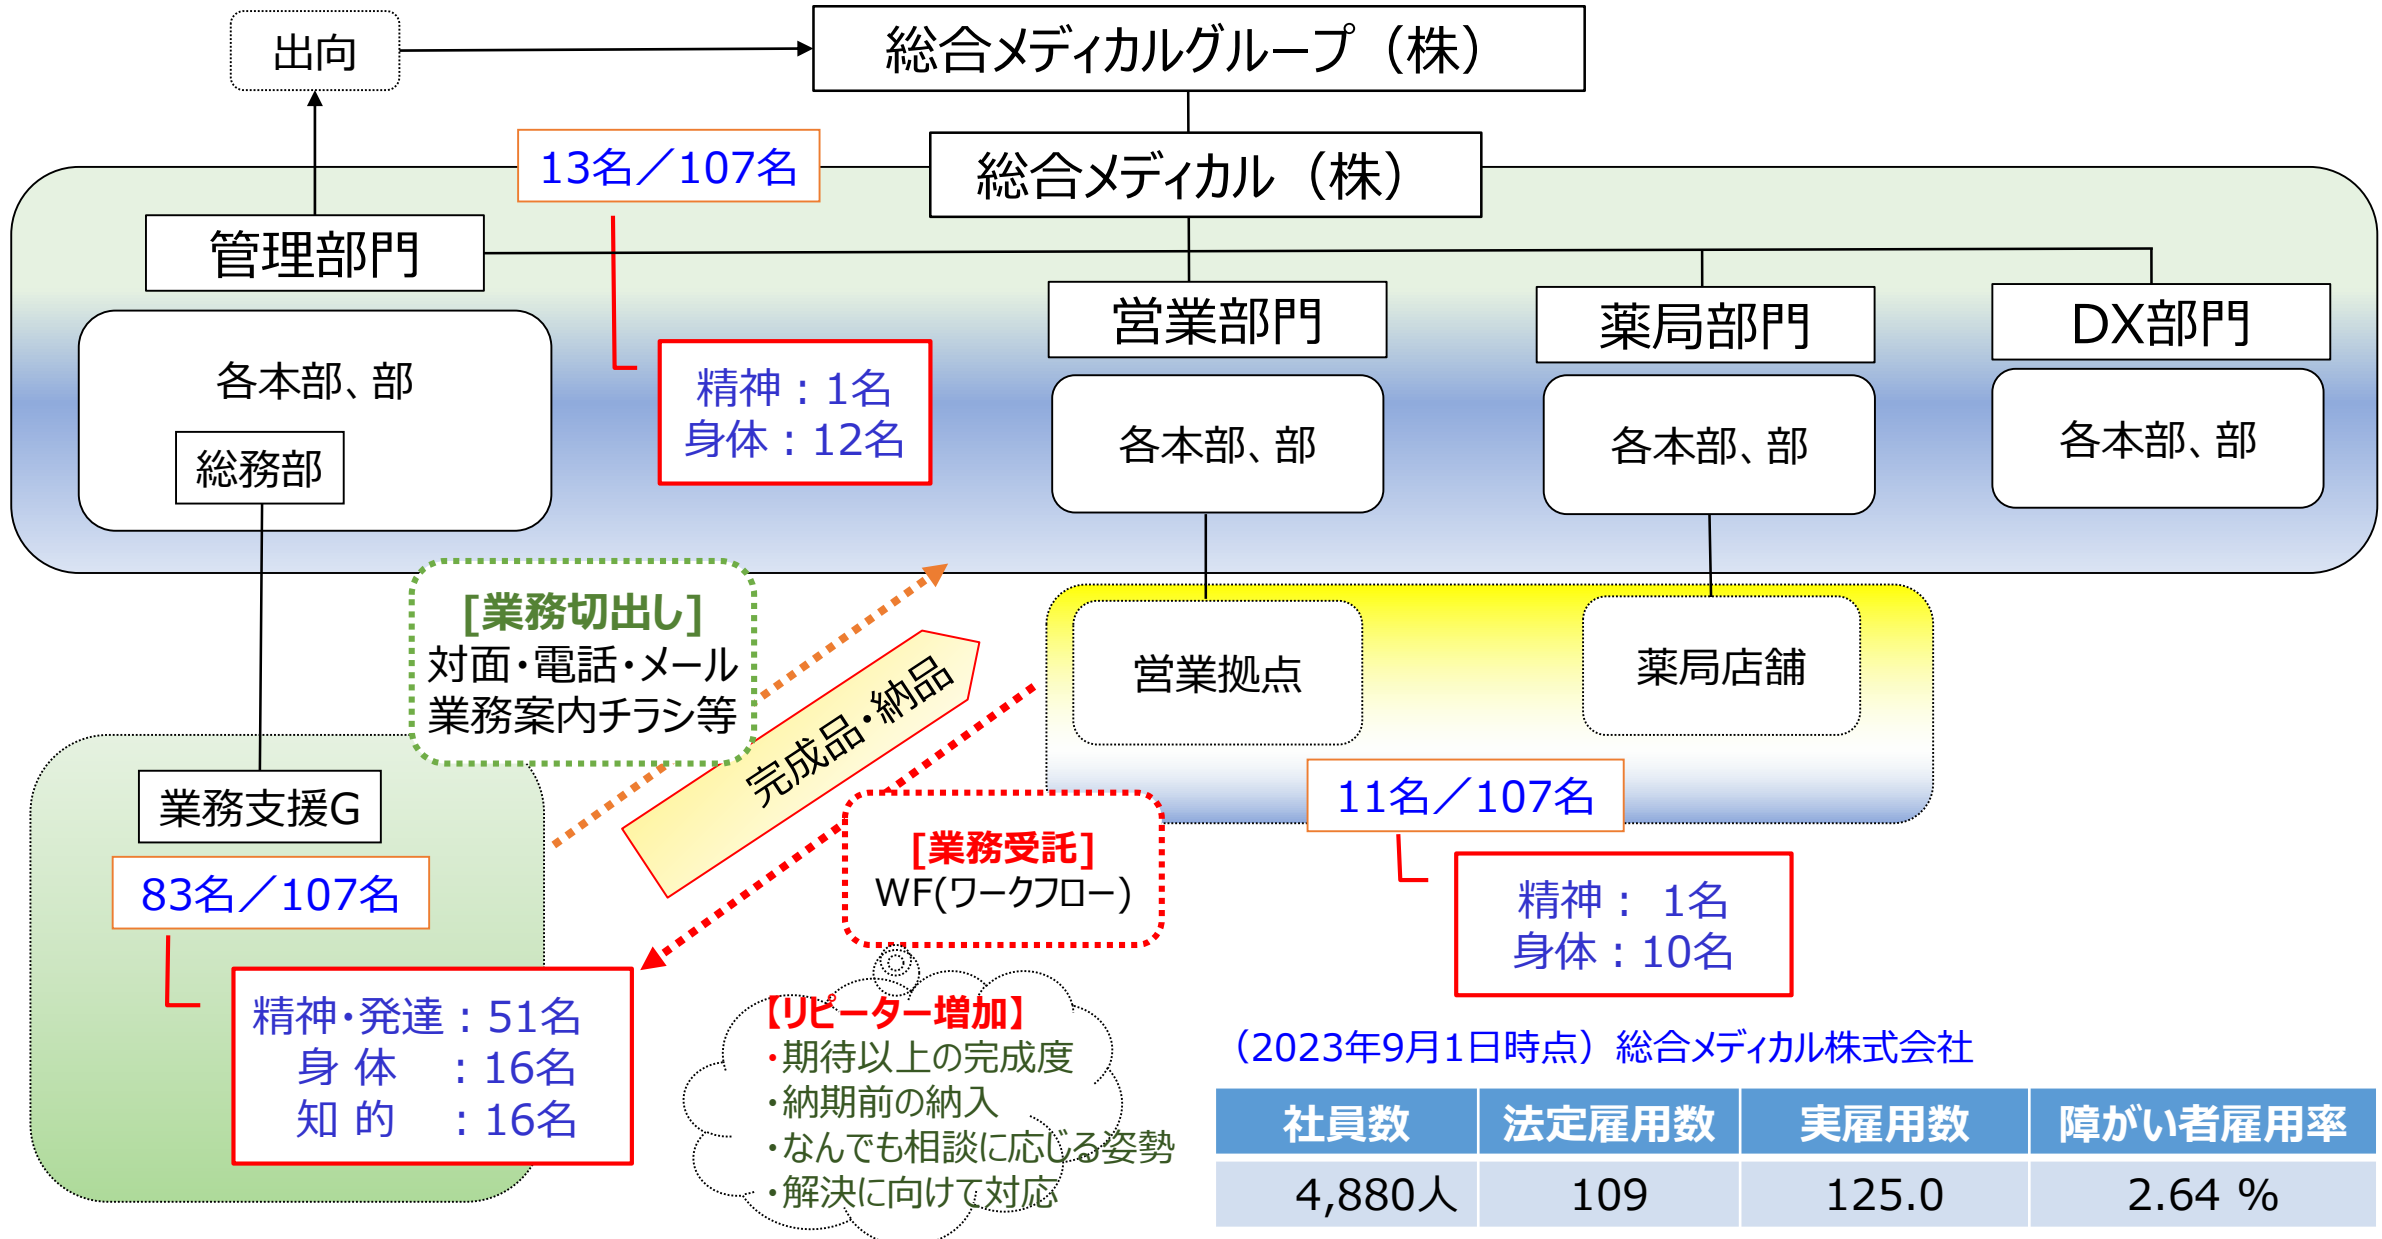 出向
総合メディカルグループ（株）
13名／107名
総合メディカル（株）
管理部門
営業部門
薬局部門
DX部門
各本部、部
総務部
精神：1名
身体：12名
各本部、部
各本部、部
各本部、部
[業務切出し]
対面・電話・メール
業務案内チラシ等
完成品・納品
営業拠点
薬局店舗
業務支援G
83名／107名
精神・発達：51名
身 体 ：16名
知 的 ：16名
[業務受託]
WF(ワークフロー)
11名／107名
精神： 1名
身体：10名
【リピーター増加】
・期待以上の完成度
・納期前の納入
・なんでも相談に応じる姿勢
・解決に向けて対応
（2023年9月1日時点）総合メディカル株式会社
社員数 法定雇用数 実雇用数 障がい者雇用率
4,880人 109 125.0 2.64 %